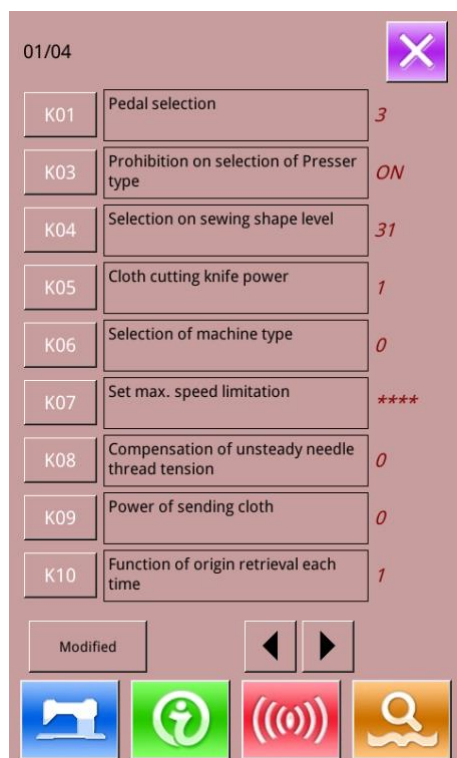 01/04
K01 Pedal selection 3
K03 Prohibition on selection of Presser
type ON
K04 Selection on sewing shape level 31
K05 Cloth cutting knife power 1
K06 Selection of machine type 0
K07 Set max. speed limitation ****
K08 Compensation of unsteady needle
thread tension 0
K09 Power of sending cloth 0
K10 Function of origin retrieval each
time 1
Modified